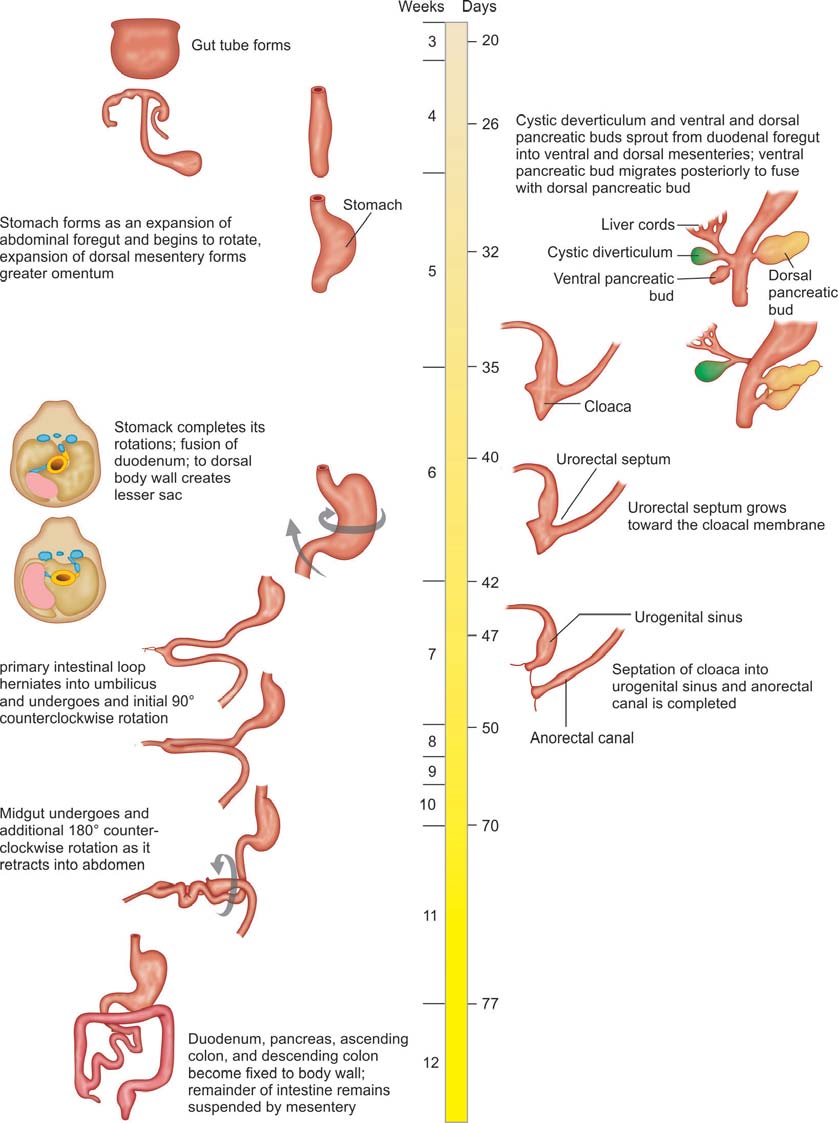 Weeks Days
Gut tube forms
3
20
4
26
Cystic deverticulum and ventral and dorsal
pancreatic buds sprout from duodenal foregut
into ventral and dorsal mesenteries; ventral
pancreatic bud migrates posteriorly to fuse
with dorsal pancreatic bud
Stomach
Stomach forms as an expansion of
abdominal foregut and begins to rotate,
expansion of dorsal mesentery forms
greater omentum
5
32
Liver cords
Cystic diverticulum
Ventral pancreatic
bud
Dorsal
pancreatic
bud
35
Cloaca
Stomack completes its
rotations; fusion of
duodenum; to dorsal
body wall creates
lesser sac
6
40
Urorectal septum
Urorectal septum grows
toward the cloacal membrane
42
47
Urogenital sinus
7
primary intestinal loop
herniates into umbilicus
and undergoes and initial 90°
counterclockwise rotation
Septation of cloaca into
urogenital sinus and anorectal
canal is completed
50
Anorectal canal
8
9
10
Midgut undergoes and
additional 180° counter-
clockwise rotation as it
retracts into abdomen
70
11
77
Duodenum, pancreas, ascending
colon, and descending colon
become fixed to body wall;
remainder of intestine remains
suspended by mesentery
12